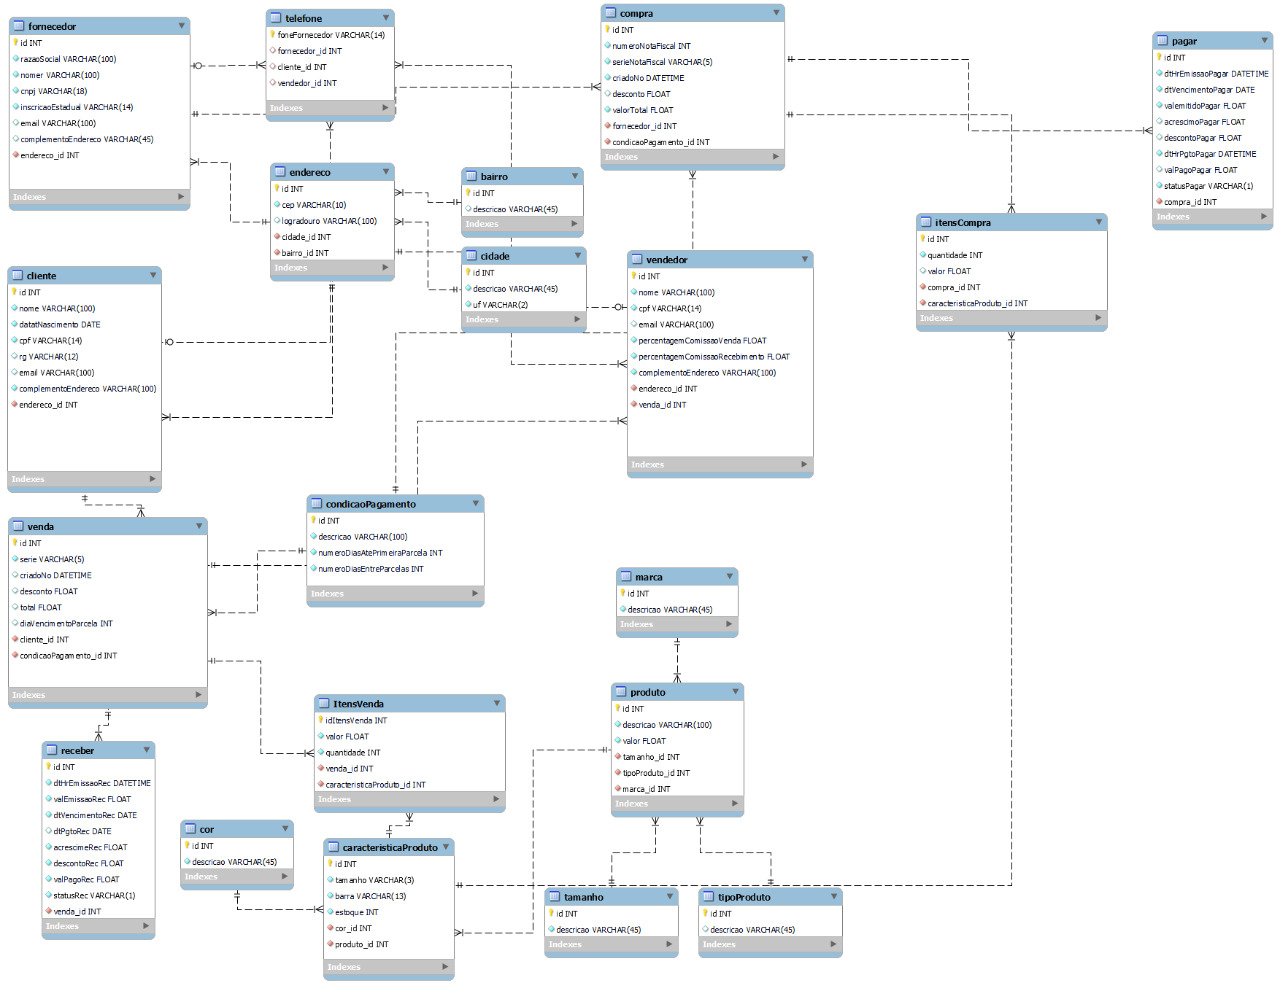 fornecedor
id INT
razaoSocial VARCHAR(100)
nomer VARCHAR(100)
cnpj VARCHAR(18)
inscricaoEstadual VARCHAR(14)
email VARCHAR(100)
complementoEndereco VARCHAR(45)
endereco_id INT
Indexes
telefone
foneFornecedor VARCHAR(14)
fornecedor_id INT
cliente_id INT
vendedor_id INT
Indexes
compra
id INT
numeroNotaFiscal INT
serieNotaFiscal VARCHAR(5)
criadoNo DATETIME
desconto FLOAT
valorTotal FLOAT
fornecedor_id INT
condicaoPagamento_id INT
Indexes
pagar
id INT
dtHrEmissaoPagar DATETIME
dtVencimentoPagar DATE
valemitidoPagar FLOAT
acrescimoPagar FLOAT
descontoPagar FLOAT
dtHrPgtoPagar DATETIME
valPagoPagar FLOAT
statusPagar VARCHAR(1)
compra_id INT
Indexes
endereco
id INT
cep VARCHAR(10)
logradouro VARCHAR(100)
cidade_id INT
bairro_id INT
Indexes
bairro
id INT
descricao VARCHAR(45)
Indexes
cidade
id INT
descricao VARCHAR(45)
uf VARCHAR(2)
Indexes
itensCompra
id INT
quantidade INT
valor FLOAT
compra_id INT
caracteristicaProduto_id INT
Indexes
cliente
id INT
nome VARCHAR(100)
datatNascimento DATE
cpf VARCHAR(14)
rg VARCHAR(12)
email VARCHAR(100)
complementoEndereco VARCHAR(100)
endereco_id INT
Indexes
vendedor
id INT
nome VARCHAR(100)
cpf VARCHAR(14)
email VARCHAR(100)
percentagemComissaoVenda FLOAT
percentagemComissaoRecebimento FLOAT
complementoEndereco VARCHAR(100)
endereco_id INT
venda_id INT
Indexes
condicaoPagamento
id INT
descricao VARCHAR(100)
numeroDiasAtePrimeiraParcela INT
numeroDiasEntreParcelas INT
Indexes
venda
id INT
serie VARCHAR(5)
criadoNo DATETIME
desconto FLOAT
total FLOAT
diaVencimentoParcela INT
cliente_id INT
condicaoPagamento_id INT
Indexes
marca
id INT
descricao VARCHAR(45)
Indexes
produto
id INT
descricao VARCHAR(100)
valor FLOAT
tamanho_id INT
tipoProduto_id INT
marca_id INT
Indexes
ItensVenda
idItensVenda INT
valor FLOAT
quantidade INT
venda_id INT
caracteristicaProduto_id INT
Indexes
receber
id INT
dtHrEmissaoRec DATETIME
valEmissaoRec FLOAT
dtVencimentoRec DATE
dtPgtoRec DATE
acrescimeRec FLOAT
descontoRec FLOAT
valPagoRec FLOAT
statusRec VARCHAR(1)
venda_id INT
Indexes
cor
id INT
descricao VARCHAR(45)
Indexes
caracteristicaProduto
id INT
tamanho VARCHAR(3)
barra VARCHAR(13)
estoque INT
cor_id INT
produto_id INT
Indexes
tamanho
id INT
descricao VARCHAR(45)
Indexes
tipoProduto
id INT
descricao VARCHAR(45)
Indexes